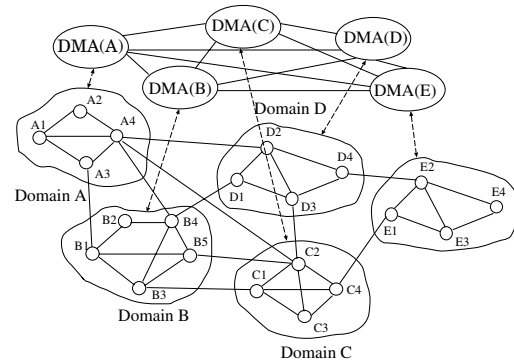 DMA(C)
DMA(A)
DMA(D)
DMA(B)
DMA(E)
A2
Domain D
A1
A4
D2
A3
D4
E2
Domain A
D1
D3
E4
B2
B4
E1
E3
B1
B5
C2
C1
C4
B3
C3
Domain B
Domain C